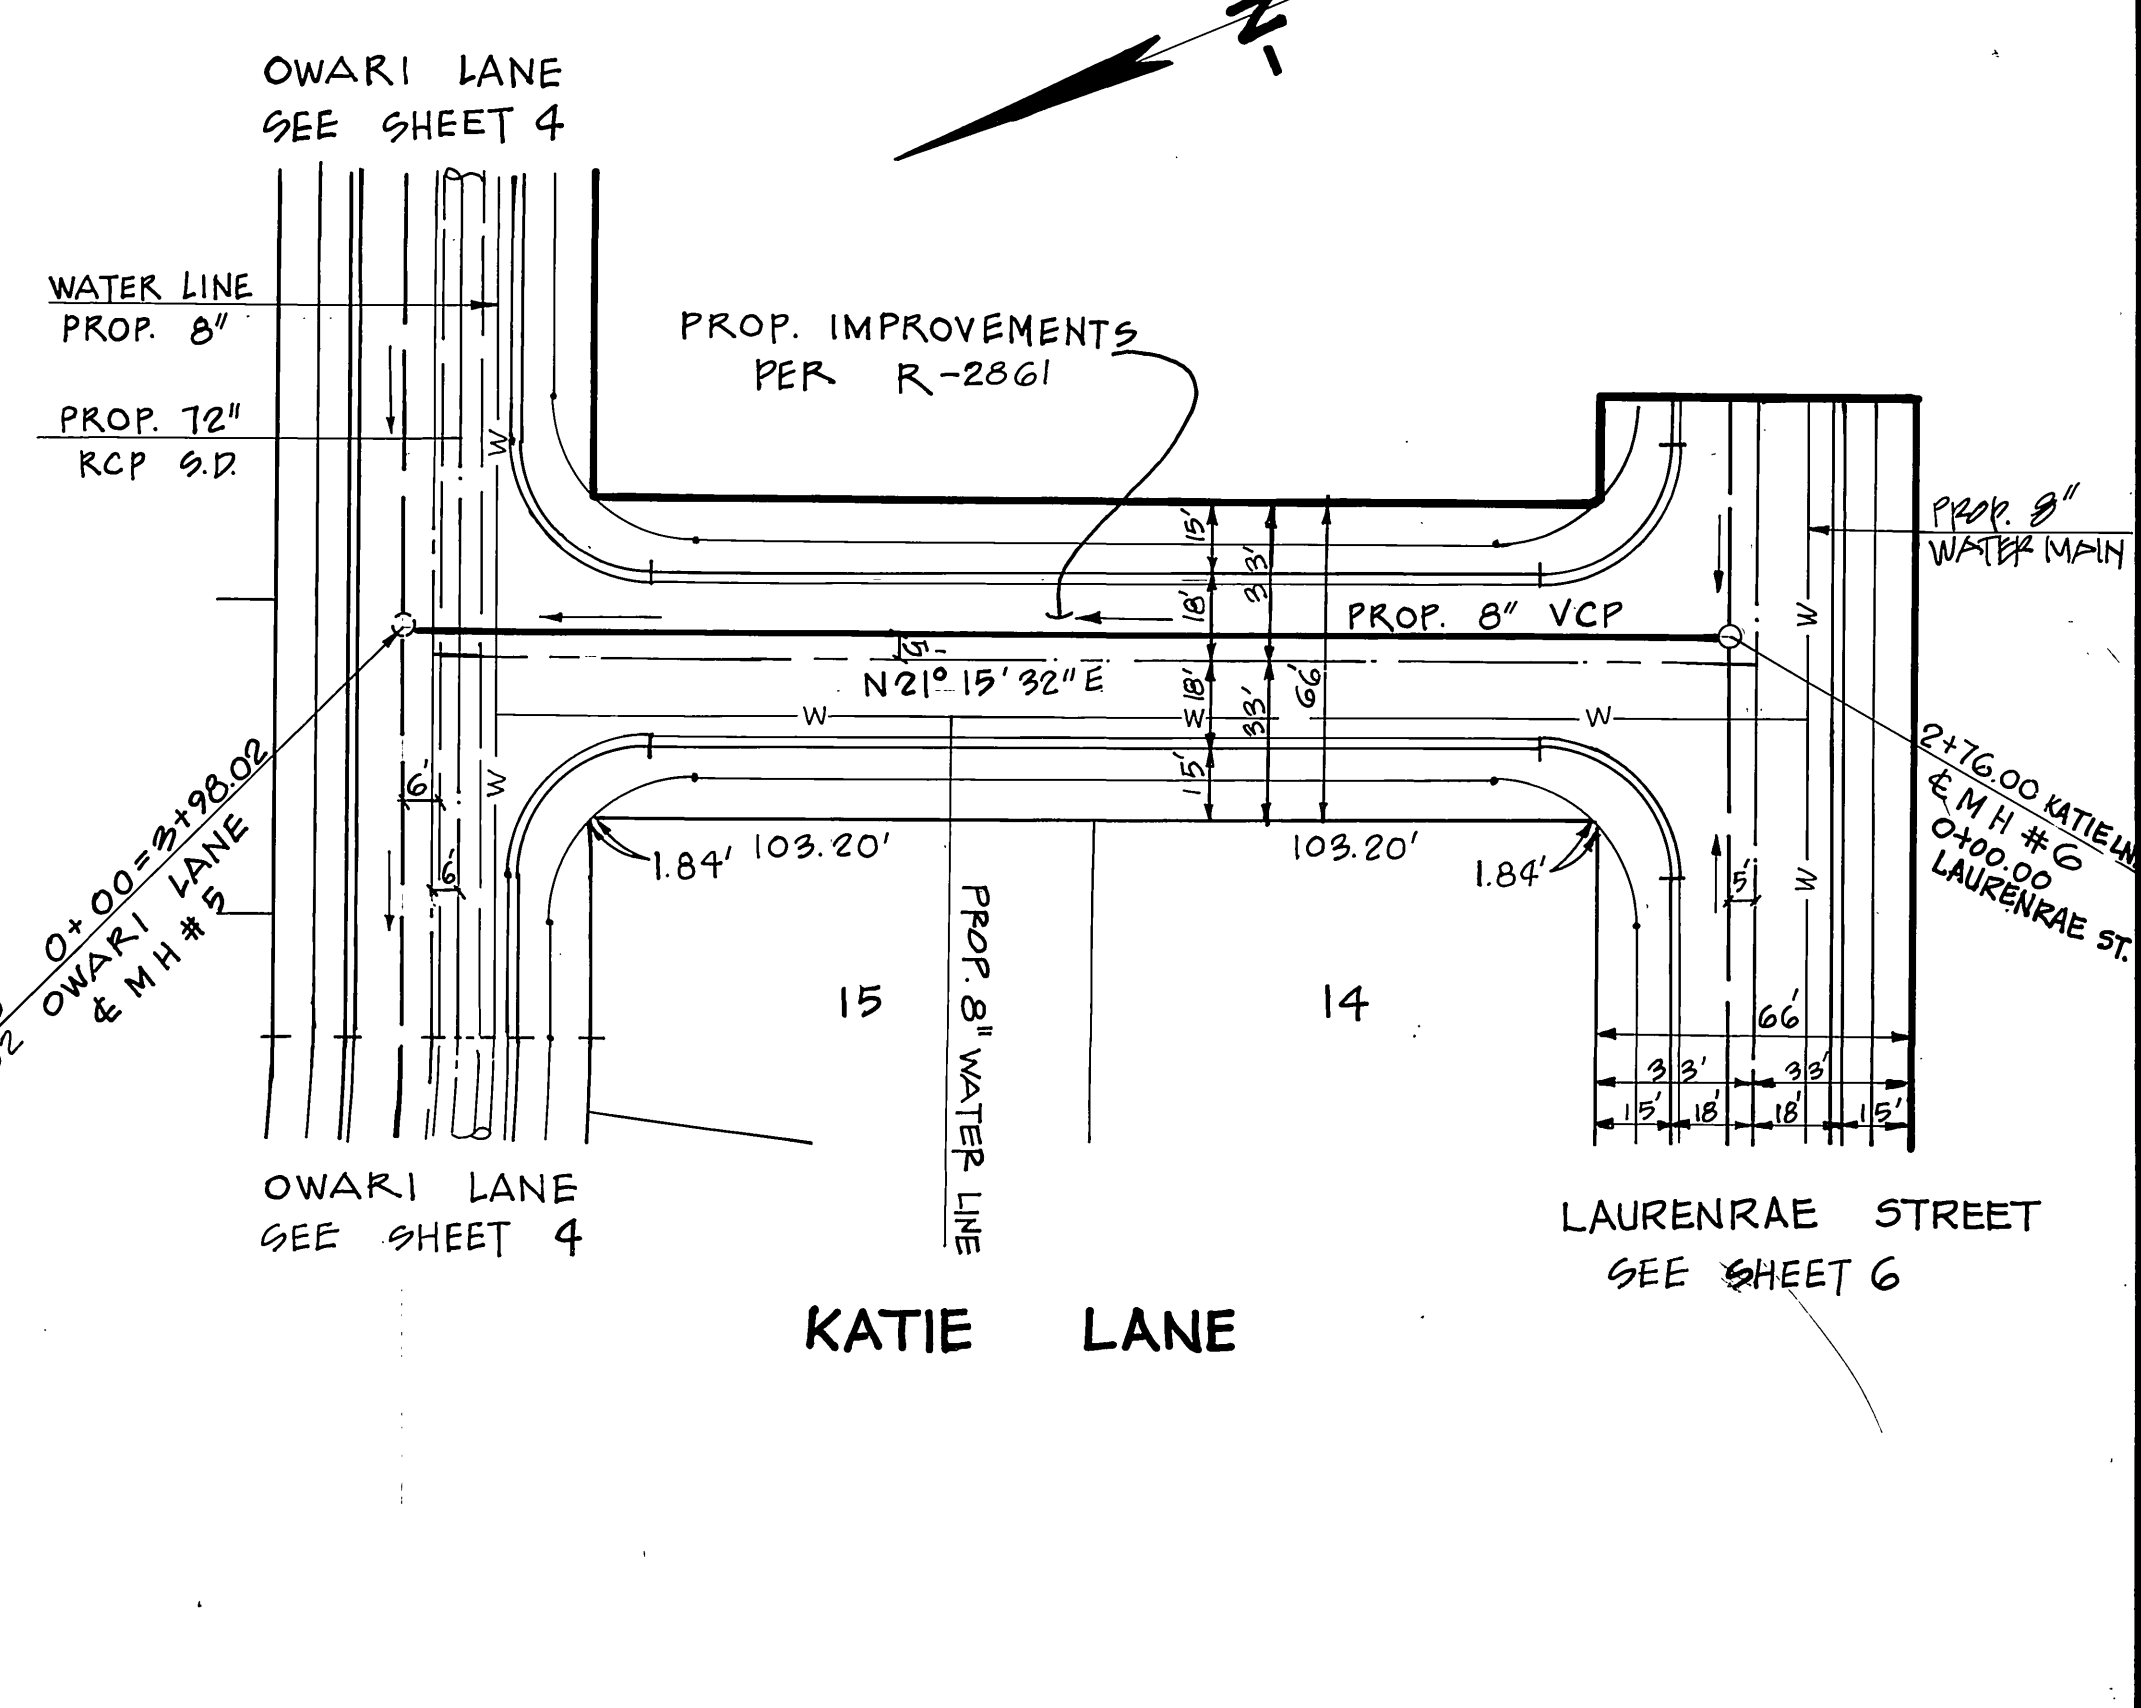 N
OWARI LANE
SEE SHEET 4
WATER LINE
PROP. 8"
PROP. 72"
RCP S.D.
PROP. IMPROVEMENTS
PER R-2861
PROP. 8"
WATER MAIN
15'
33'
18'
PROP. 8" VCP
5'
N 21° 15' 32" E
18'
33'
66'
15'
W
W
W
W
W
W
W
6'
6'
0+00=3+98.02
OWARI LANE
℄ MH #5
2+76.00 KATIE LN.
℄ MH #6
0+00.00
LAURENRAE ST.
1.84'
103.20'
103.20'
1.84'
5'
15
14
PROP. 8" WATER LINE
66'
33'
33'
15'
18'
18'
15'
OWARI LANE
SEE SHEET 4
LAURENRAE STREET
SEE SHEET 6
KATIE LANE